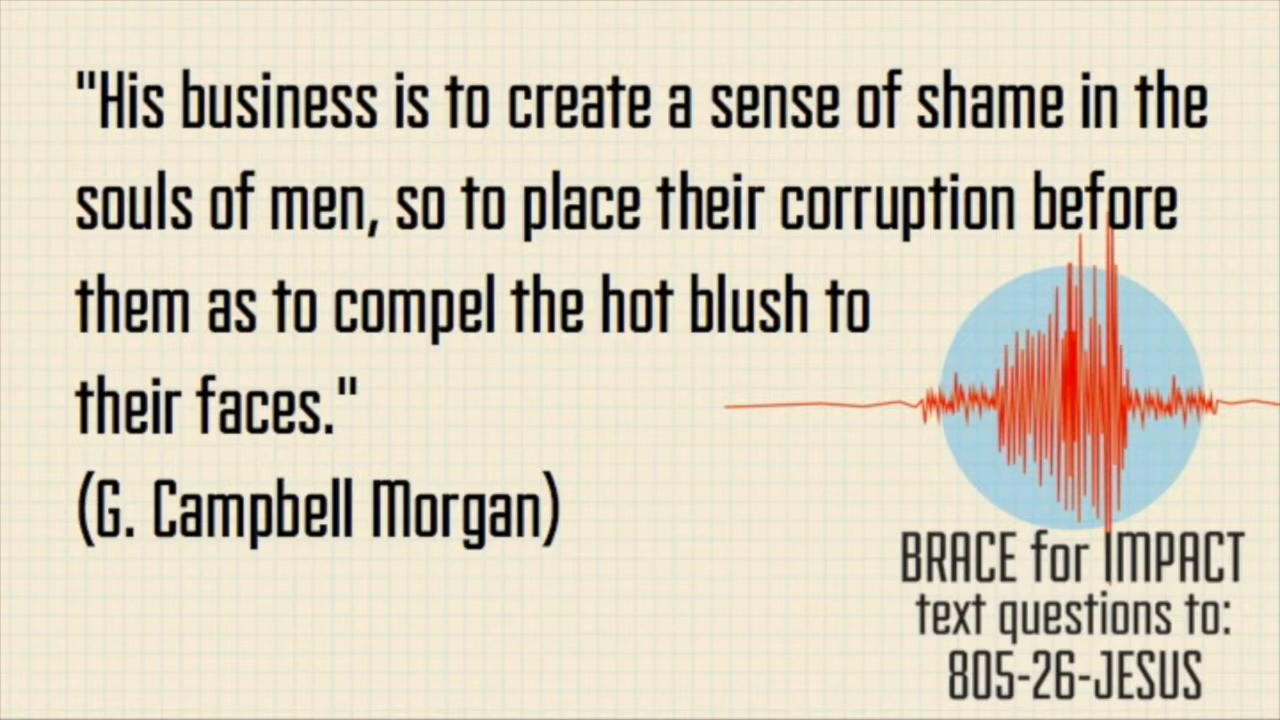 "His business is to create a sense of shame in the
souls of men, so to place their corruption before
them as to compel the hot blush to
their faces."
(G. Campbell Morgan)
BRACE for IMPACT
text questions to:
805-26-JESUS